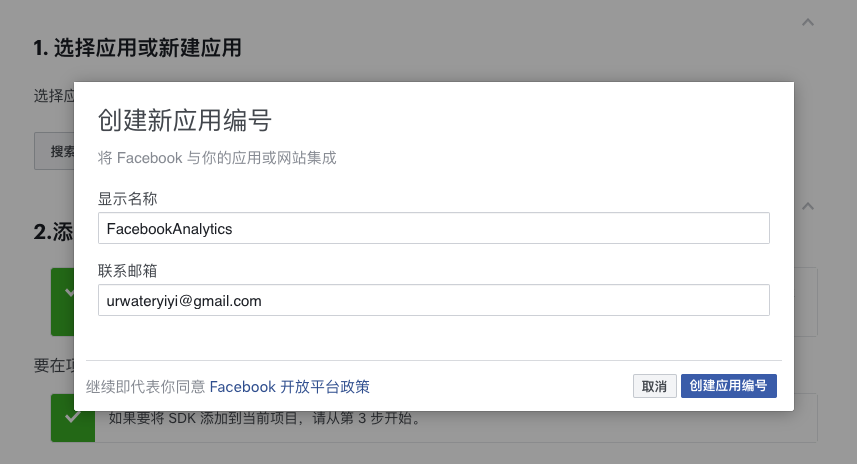 1. 选择应用或新建应用
选择应
搜索
创建新应用编号
将 Facebook 与你的应用或网站集成
显示名称
FacebookAnalytics
2.添
联系邮箱
urwateryiyi@gmail.com
要在项
继续即代表你同意 Facebook 开放平台政策
取消
创建应用编号
如果要将 SDK 添加到当前项目，请从第 3 步开始。